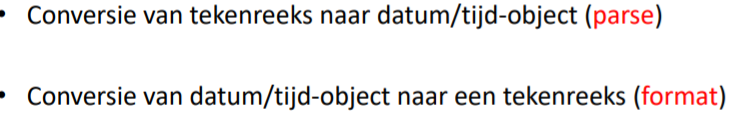 • Conversie van tekenreeks naar datum/tijd-object (parse)
• Conversie van datum/tijd-object naar een tekenreeks (format)